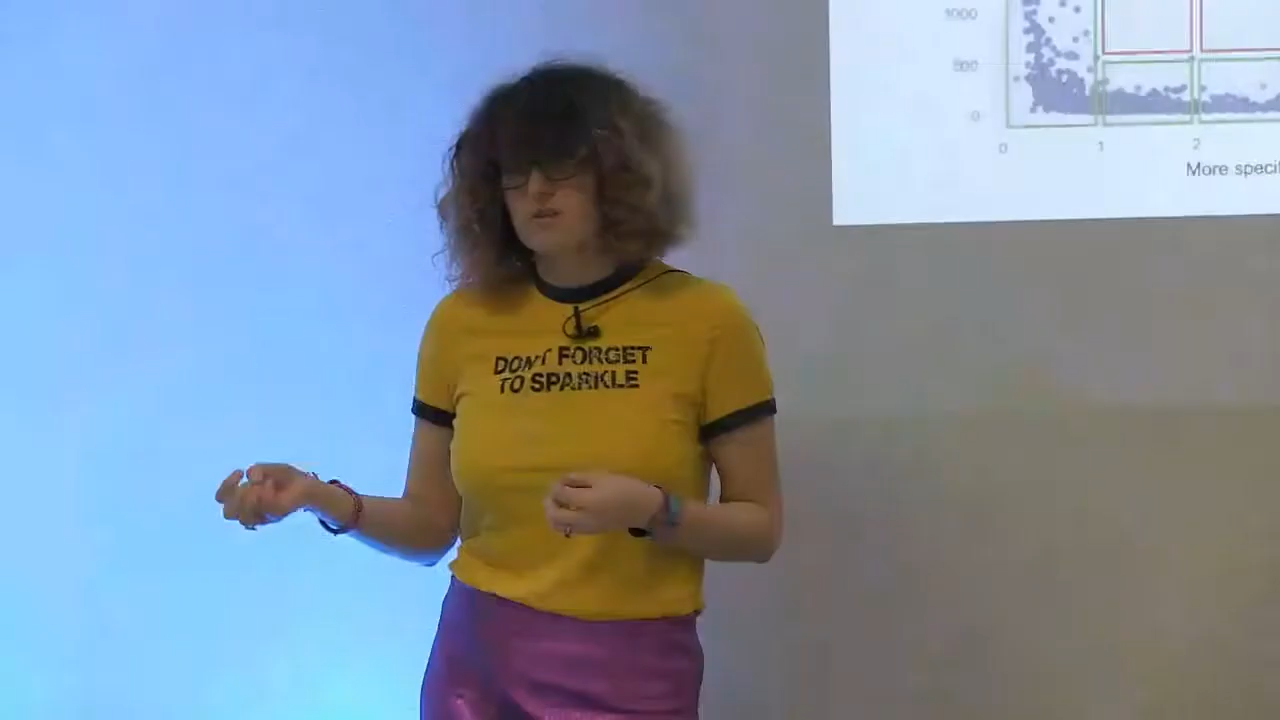 1000
500
0
0 1 2
More specif
DON'T FORGET
TO SPARKLE